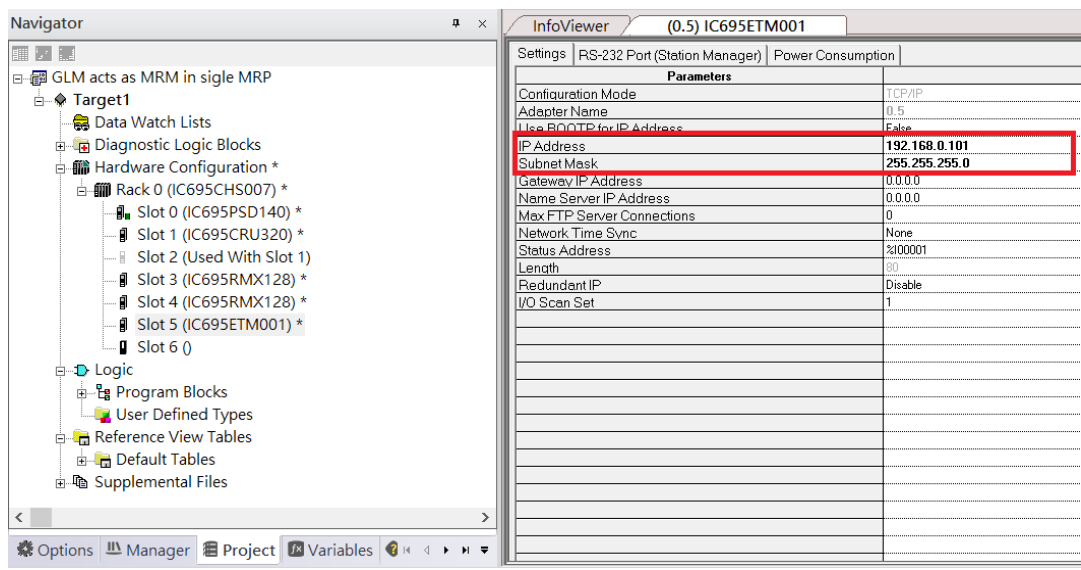 Navigator
GLM acts as MRM in sigle MRP
Target1
Data Watch Lists
Diagnostic Logic Blocks
Hardware Configuration *
Rack 0 (IC695CHS007) *
Slot 0 (IC695PSD140) *
Slot 1 (IC695CRU320) *
Slot 2 (Used With Slot 1)
Slot 3 (IC695RMX128) *
Slot 4 (IC695RMX128) *
Slot 5 (IC695ETM001) *
Slot 6 ()
Logic
Program Blocks
User Defined Types
Reference View Tables
Default Tables
Supplemental Files
Options Manager Project Variables
InfoViewer (0.5) IC695ETM001
Settings RS-232 Port (Station Manager) Power Consumption
Parameters
Configuration Mode TCP/IP
Adapter Name 0.5
Use BOOTP for IP Address False
IP Address 192.168.0.101
Subnet Mask 255.255.255.0
Gateway IP Address 0.0.0.0
Name Server IP Address 0.0.0.0
Max FTP Server Connections 0
Network Time Sync None
Status Address %I00001
Length 80
Redundant IP Disable
I/O Scan Set 1